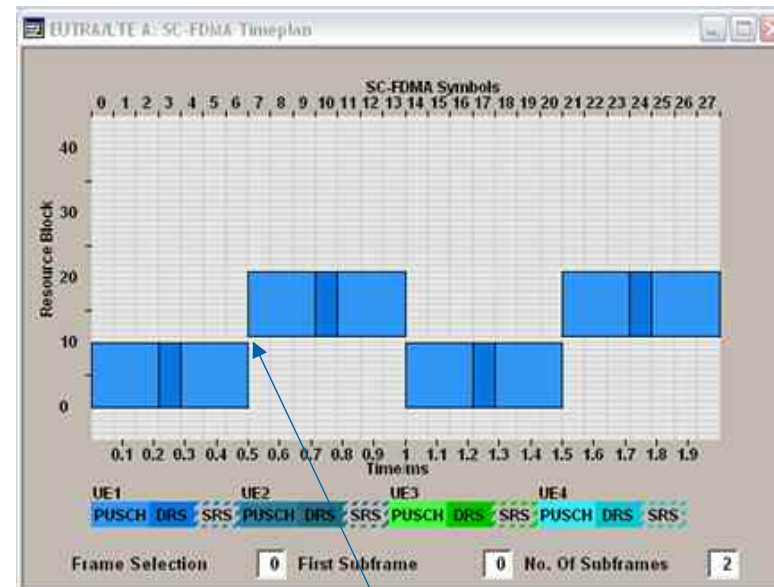 EUTRA/LTE A: SC-FDMA Timeplan
SC-FDMA Symbols
0 1 2 3 4 5 6 7 8 9 10 11 12 13 14 15 16 17 18 19 20 21 22 23 24 25 26 27
40
30
20
10
0
Resource Block
0.1 0.2 0.3 0.4 0.5 0.6 0.7 0.8 0.9 1 1.1 1.2 1.3 1.4 1.5 1.6 1.7 1.8 1.9
Time/ms
UE1 UE2 UE3 UE4
PUSCH DRS SRS PUSCH DRS SRS PUSCH DRS SRS PUSCH DRS SRS
Frame Selection 0 First Subframe 0 No. Of Subframes 2